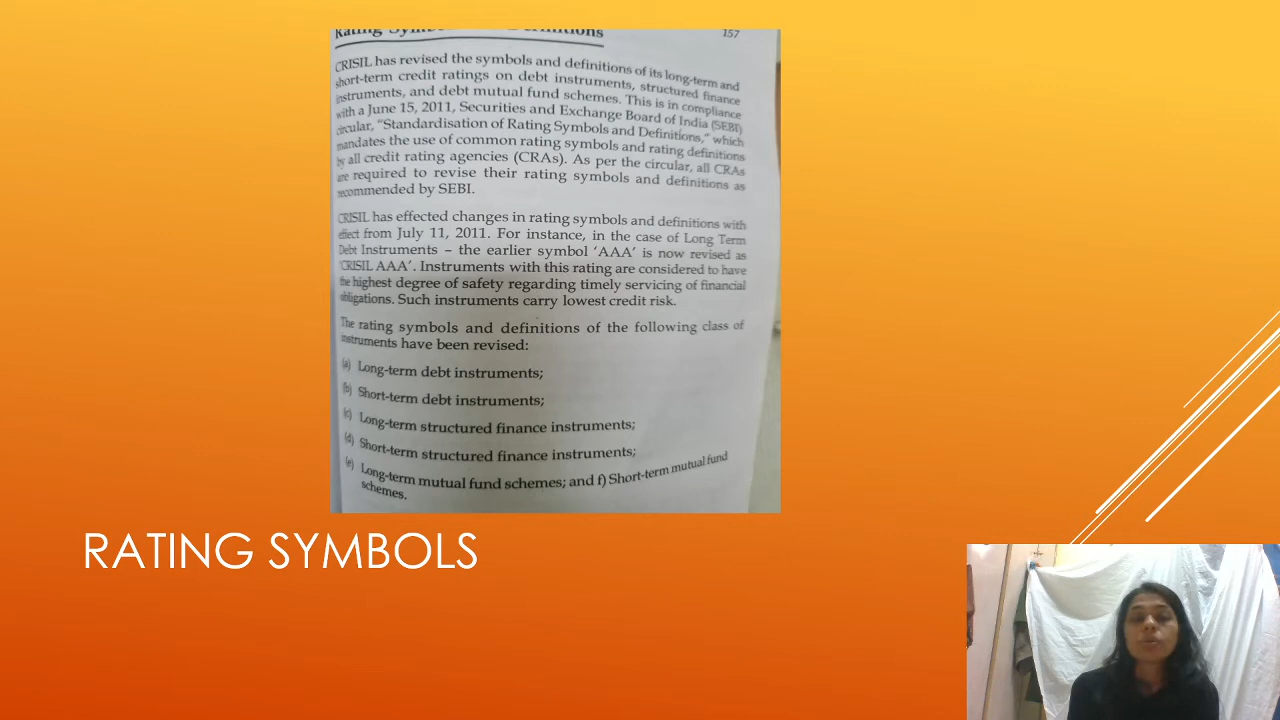 Rating Symbols Definitions 157
CRISIL has revised the symbols and definitions of its long-term and
short-term credit ratings on debt instruments, structured finance
instruments, and debt mutual fund schemes. This is in compliance
with a June 15, 2011, Securities and Exchange Board of India (SEBI)
circular, "Standardisation of Rating Symbols and Definitions," which
mandates the use of common rating symbols and rating definitions
by all credit rating agencies (CRAs). As per the circular, all CRAs
are required to revise their rating symbols and definitions as
recommended by SEBI.
CRISIL has effected changes in rating symbols and definitions with
effect from July 11, 2011. For instance, in the case of Long Term
Debt Instruments – the earlier symbol 'AAA' is now revised as
'CRISIL AAA'. Instruments with this rating are considered to have
the highest degree of safety regarding timely servicing of financial
obligations. Such instruments carry lowest credit risk.
The rating symbols and definitions of the following class of
instruments have been revised:
(a) Long-term debt instruments;
(b) Short-term debt instruments;
(c) Long-term structured finance instruments;
(d) Short-term structured finance instruments;
(e) Long-term mutual fund schemes; and f) Short-term mutual fund
schemes.
RATING SYMBOLS